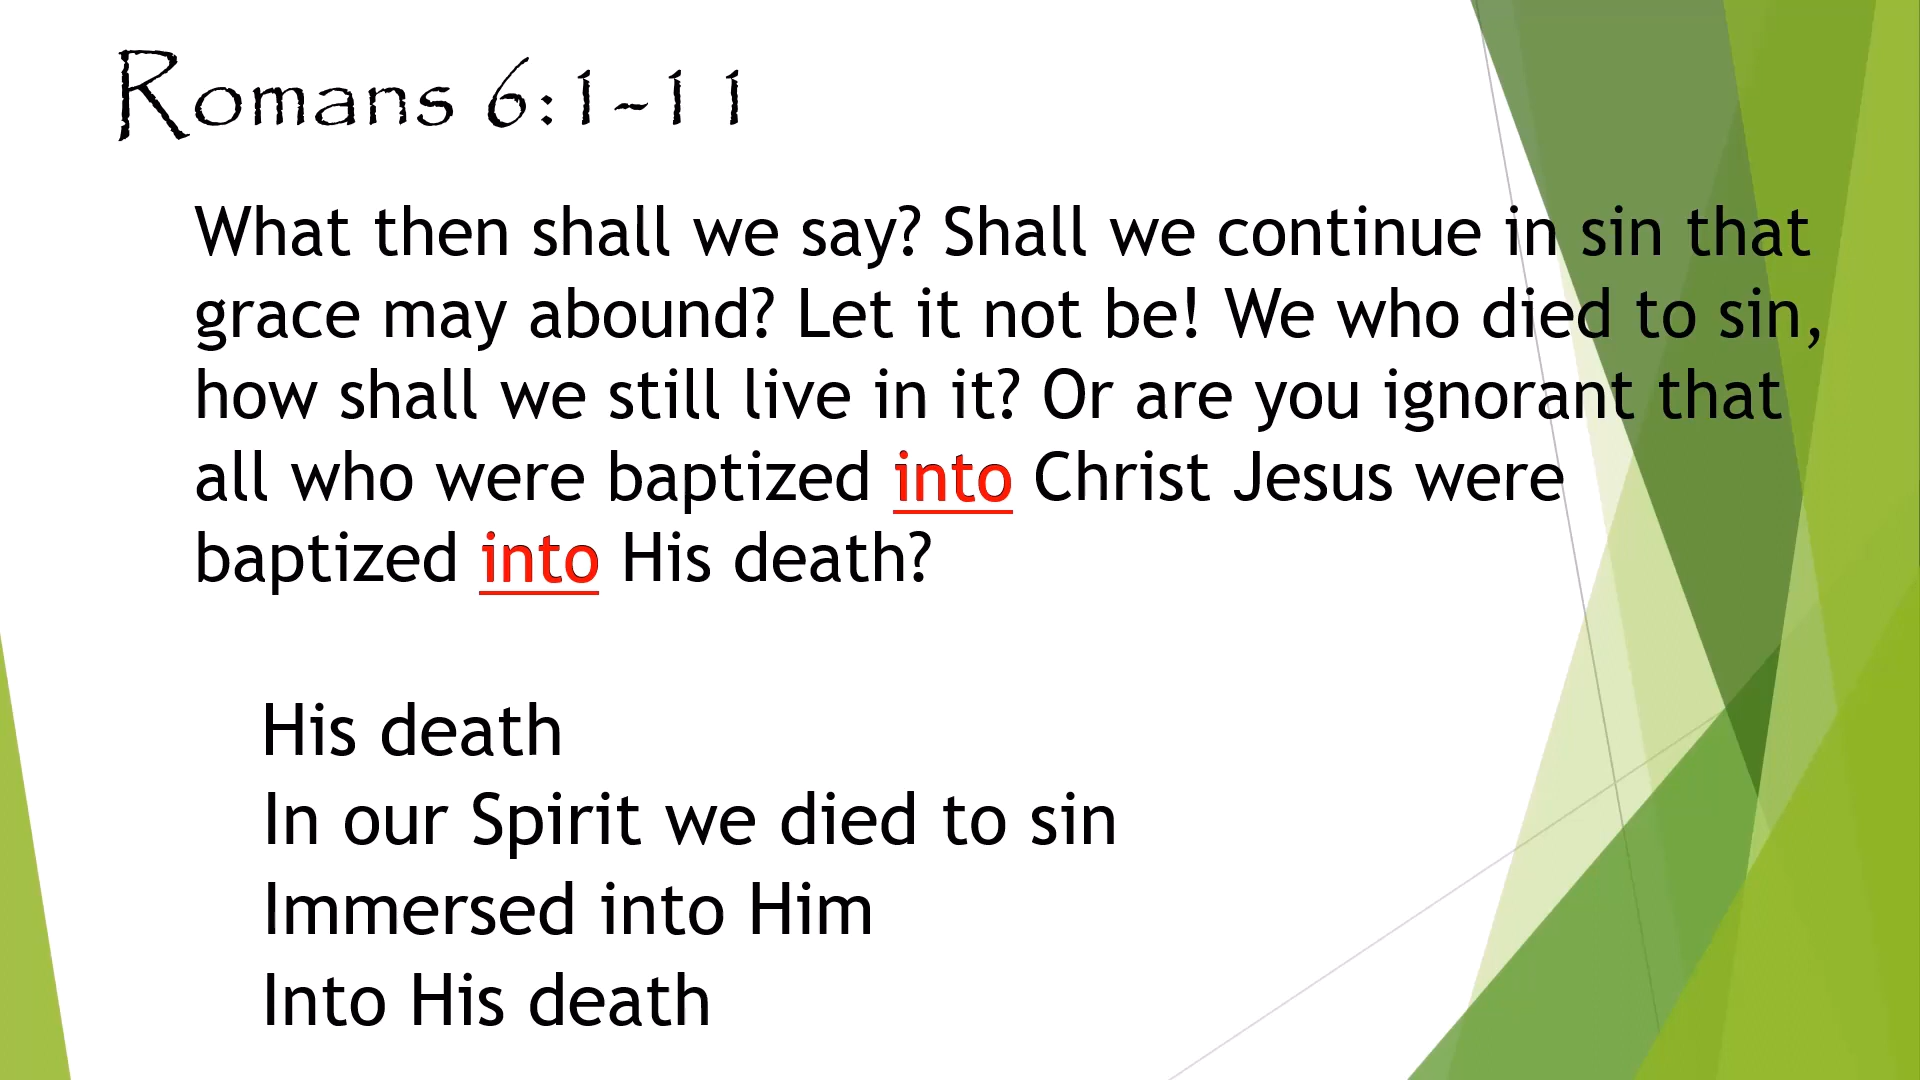 Romans 6:1-11
What then shall we say? Shall we continue in sin that
grace may abound? Let it not be! We who died to sin,
how shall we still live in it? Or are you ignorant that
all who were baptized into Christ Jesus were
baptized into His death?
His death
In our Spirit we died to sin
Immersed into Him
Into His death